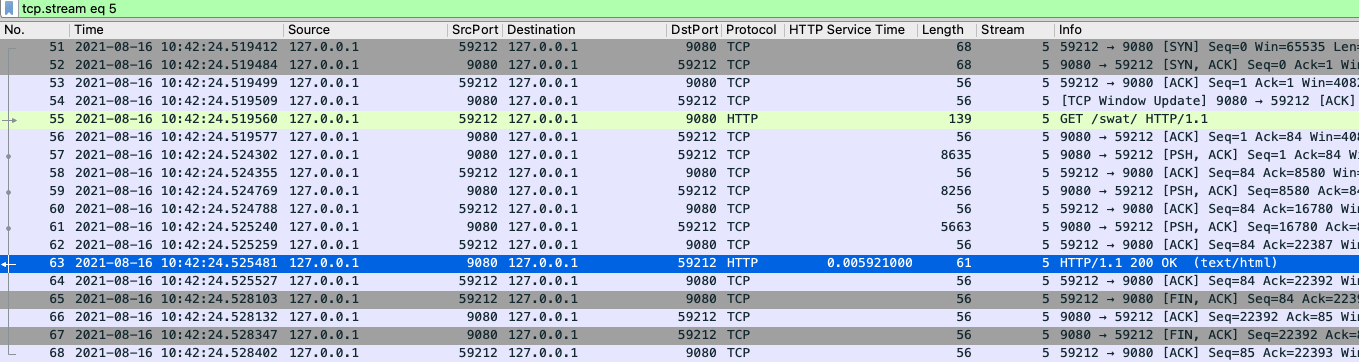 tcp.stream eq 5
No. Time Source SrcPort Destination DstPort Protocol HTTP Service Time Length Stream Info
51 2021-08-16 10:42:24.519412 127.0.0.1 59212 127.0.0.1 9080 TCP 68 5 59212 → 9080 [SYN] Seq=0 Win=65535 Len=
52 2021-08-16 10:42:24.519484 127.0.0.1 9080 127.0.0.1 59212 TCP 68 5 9080 → 59212 [SYN, ACK] Seq=0 Ack=1 Wi
53 2021-08-16 10:42:24.519499 127.0.0.1 59212 127.0.0.1 9080 TCP 56 5 59212 → 9080 [ACK] Seq=1 Ack=1 Win=4082
54 2021-08-16 10:42:24.519509 127.0.0.1 9080 127.0.0.1 59212 TCP 56 5 [TCP Window Update] 9080 → 59212 [ACK]
55 2021-08-16 10:42:24.519560 127.0.0.1 59212 127.0.0.1 9080 HTTP 139 5 GET /swat/ HTTP/1.1
56 2021-08-16 10:42:24.519577 127.0.0.1 9080 127.0.0.1 59212 TCP 56 5 9080 → 59212 [ACK] Seq=1 Ack=84 Win=408
57 2021-08-16 10:42:24.524302 127.0.0.1 9080 127.0.0.1 59212 TCP 8635 5 9080 → 59212 [PSH, ACK] Seq=1 Ack=84 W
58 2021-08-16 10:42:24.524355 127.0.0.1 59212 127.0.0.1 9080 TCP 56 5 59212 → 9080 [ACK] Seq=84 Ack=8580 Win=
59 2021-08-16 10:42:24.524769 127.0.0.1 9080 127.0.0.1 59212 TCP 8256 5 9080 → 59212 [PSH, ACK] Seq=8580 Ack=84
60 2021-08-16 10:42:24.524788 127.0.0.1 59212 127.0.0.1 9080 TCP 56 5 59212 → 9080 [ACK] Seq=84 Ack=16780 Win
61 2021-08-16 10:42:24.525240 127.0.0.1 9080 127.0.0.1 59212 TCP 5663 5 9080 → 59212 [PSH, ACK] Seq=16780 Ack=8
62 2021-08-16 10:42:24.525259 127.0.0.1 59212 127.0.0.1 9080 TCP 56 5 59212 → 9080 [ACK] Seq=84 Ack=22387 Win
63 2021-08-16 10:42:24.525481 127.0.0.1 9080 127.0.0.1 59212 HTTP 0.005921000 61 5 HTTP/1.1 200 OK (text/html)
64 2021-08-16 10:42:24.525527 127.0.0.1 59212 127.0.0.1 9080 TCP 56 5 59212 → 9080 [ACK] Seq=84 Ack=22392 Win
65 2021-08-16 10:42:24.528103 127.0.0.1 59212 127.0.0.1 9080 TCP 56 5 59212 → 9080 [FIN, ACK] Seq=84 Ack=2239
66 2021-08-16 10:42:24.528132 127.0.0.1 9080 127.0.0.1 59212 TCP 56 5 9080 → 59212 [ACK] Seq=22392 Ack=85 Win
67 2021-08-16 10:42:24.528347 127.0.0.1 9080 127.0.0.1 59212 TCP 56 5 9080 → 59212 [FIN, ACK] Seq=22392 Ack=8
68 2021-08-16 10:42:24.528402 127.0.0.1 59212 127.0.0.1 9080 TCP 56 5 59212 → 9080 [ACK] Seq=85 Ack=22393 Win